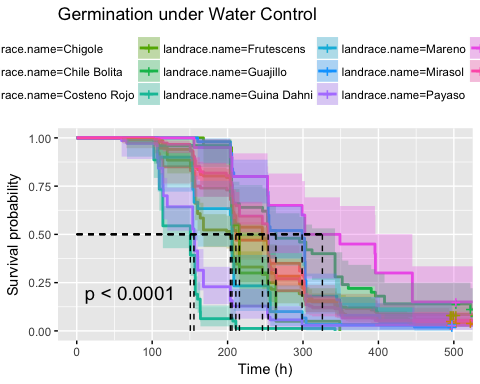 Germination under Water Control
race.name=Chigole landrace.name=Frutescens landrace.name=Mareno
race.name=Chile Bolita landrace.name=Guajillo landrace.name=Mirasol
race.name=Costeno Rojo landrace.name=Guina Dahni landrace.name=Payaso
Survival probability
1.00
0.75
0.50
0.25
0.00
p < 0.0001
0 100 200 300 400 500
Time (h)